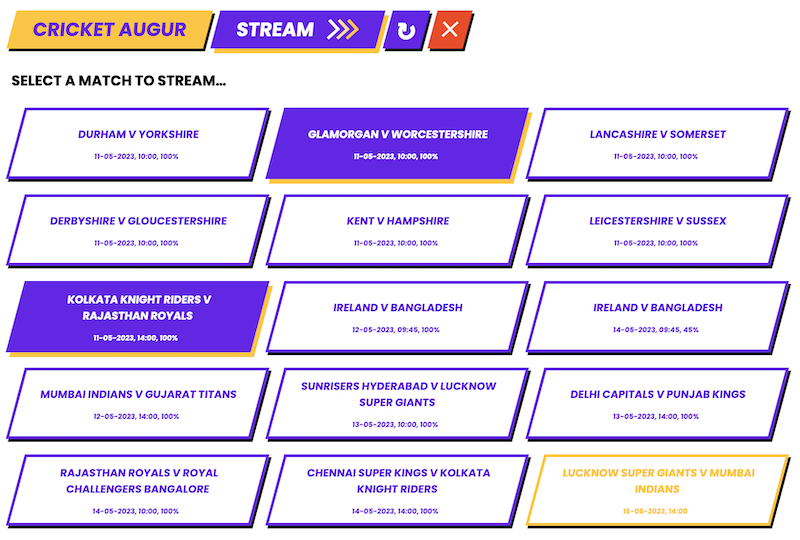 CRICKET AUGUR
STREAM
SELECT A MATCH TO STREAM...
DURHAM V YORKSHIRE
11-05-2023, 10:00, 100%
GLAMORGAN V WORCESTERSHIRE
11-05-2023, 10:00, 100%
LANCASHIRE V SOMERSET
11-05-2023, 10:00, 100%
DERBYSHIRE V GLOUCESTERSHIRE
11-05-2023, 10:00, 100%
KENT V HAMPSHIRE
11-05-2023, 10:00, 100%
LEICESTERSHIRE V SUSSEX
11-05-2023, 10:00, 100%
KOLKATA KNIGHT RIDERS V
RAJASTHAN ROYALS
11-05-2023, 14:00, 100%
IRELAND V BANGLADESH
12-05-2023, 09:45, 100%
IRELAND V BANGLADESH
14-05-2023, 09:45, 45%
MUMBAI INDIANS V GUJARAT TITANS
12-05-2023, 14:00, 100%
SUNRISERS HYDERABAD V LUCKNOW
SUPER GIANTS
13-05-2023, 10:00, 100%
DELHI CAPITALS V PUNJAB KINGS
13-05-2023, 14:00, 100%
RAJASTHAN ROYALS V ROYAL
CHALLENGERS BANGALORE
14-05-2023, 10:00, 100%
CHENNAI SUPER KINGS V KOLKATA
KNIGHT RIDERS
14-05-2023, 14:00, 100%
LUCKNOW SUPER GIANTS V MUMBAI
INDIANS
16-05-2023, 14:00